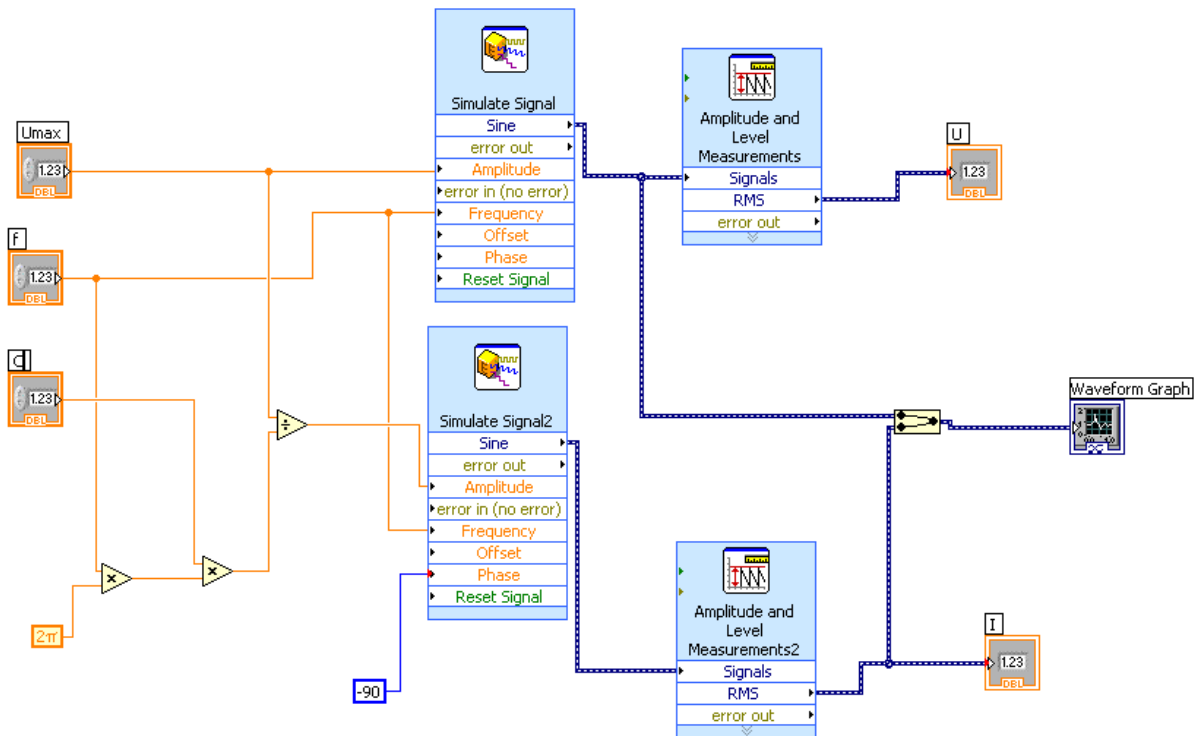 Umax
1.23
DBL
f
1.23
DBL
C
1.23
DBL
2π
×
×
÷
-90
Simulate Signal
Sine
error out
Amplitude
error in (no error)
Frequency
Offset
Phase
Reset Signal
Simulate Signal2
Sine
error out
Amplitude
error in (no error)
Frequency
Offset
Phase
Reset Signal
Amplitude and
Level
Measurements
Signals
RMS
error out
U
1.23
DBL
Waveform Graph
Amplitude and
Level
Measurements2
Signals
RMS
error out
I
1.23
DBL